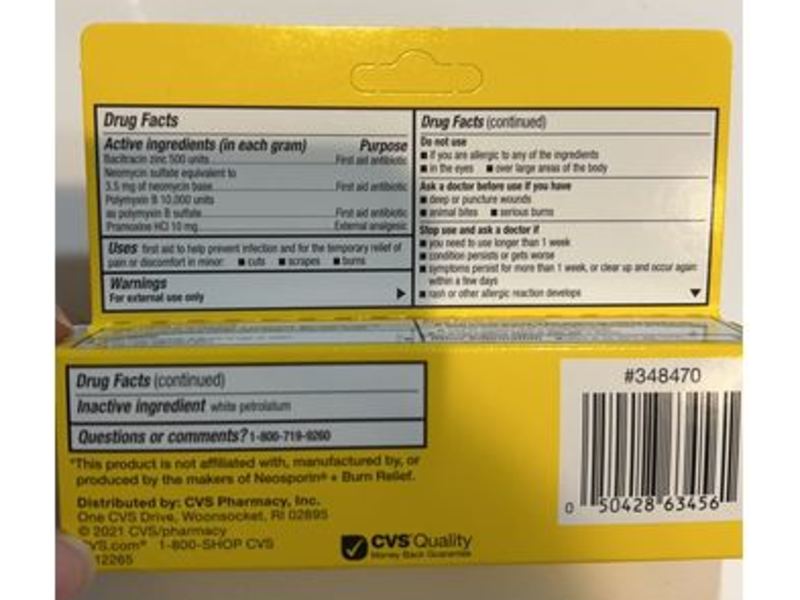 Drug Facts
Active ingredients (in each gram) Purpose
Bacitracin zinc 500 units First aid antibiotic
Neomycin sulfate equivalent to
3.5 mg of neomycin base First aid antibiotic
Polymyxin B 10,000 units
as polymyxin B sulfate First aid antibiotic
Pramoxine HCl 10 mg External analgesic
Uses first aid to help prevent infection and for the temporary relief of
pain or discomfort in minor: ■ cuts ■ scrapes ■ burns
Warnings
For external use only
Drug Facts (continued)
Do not use
■ if you are allergic to any of the ingredients
■ in the eyes ■ over large areas of the body
Ask a doctor before use if you have
■ deep or puncture wounds
■ animal bites ■ serious burns
Stop use and ask a doctor if
■ you need to use longer than 1 week
■ condition persists or gets worse
■ symptoms persist for more than 1 week, or clear up and occur again
within a few days
■ rash or other allergic reaction develops
Drug Facts (continued)
Inactive ingredient white petrolatum
Questions or comments? 1-800-719-9260
*This product is not affiliated with, manufactured by, or
produced by the makers of Neosporin® + Burn Relief.
Distributed by: CVS Pharmacy, Inc.
One CVS Drive, Woonsocket, RI 02895
© 2021 CVS/pharmacy
CVS.com® 1-800-SHOP CVS
12265
CVS Quality
Money Back Guarantee
#348470
0 50428 63456